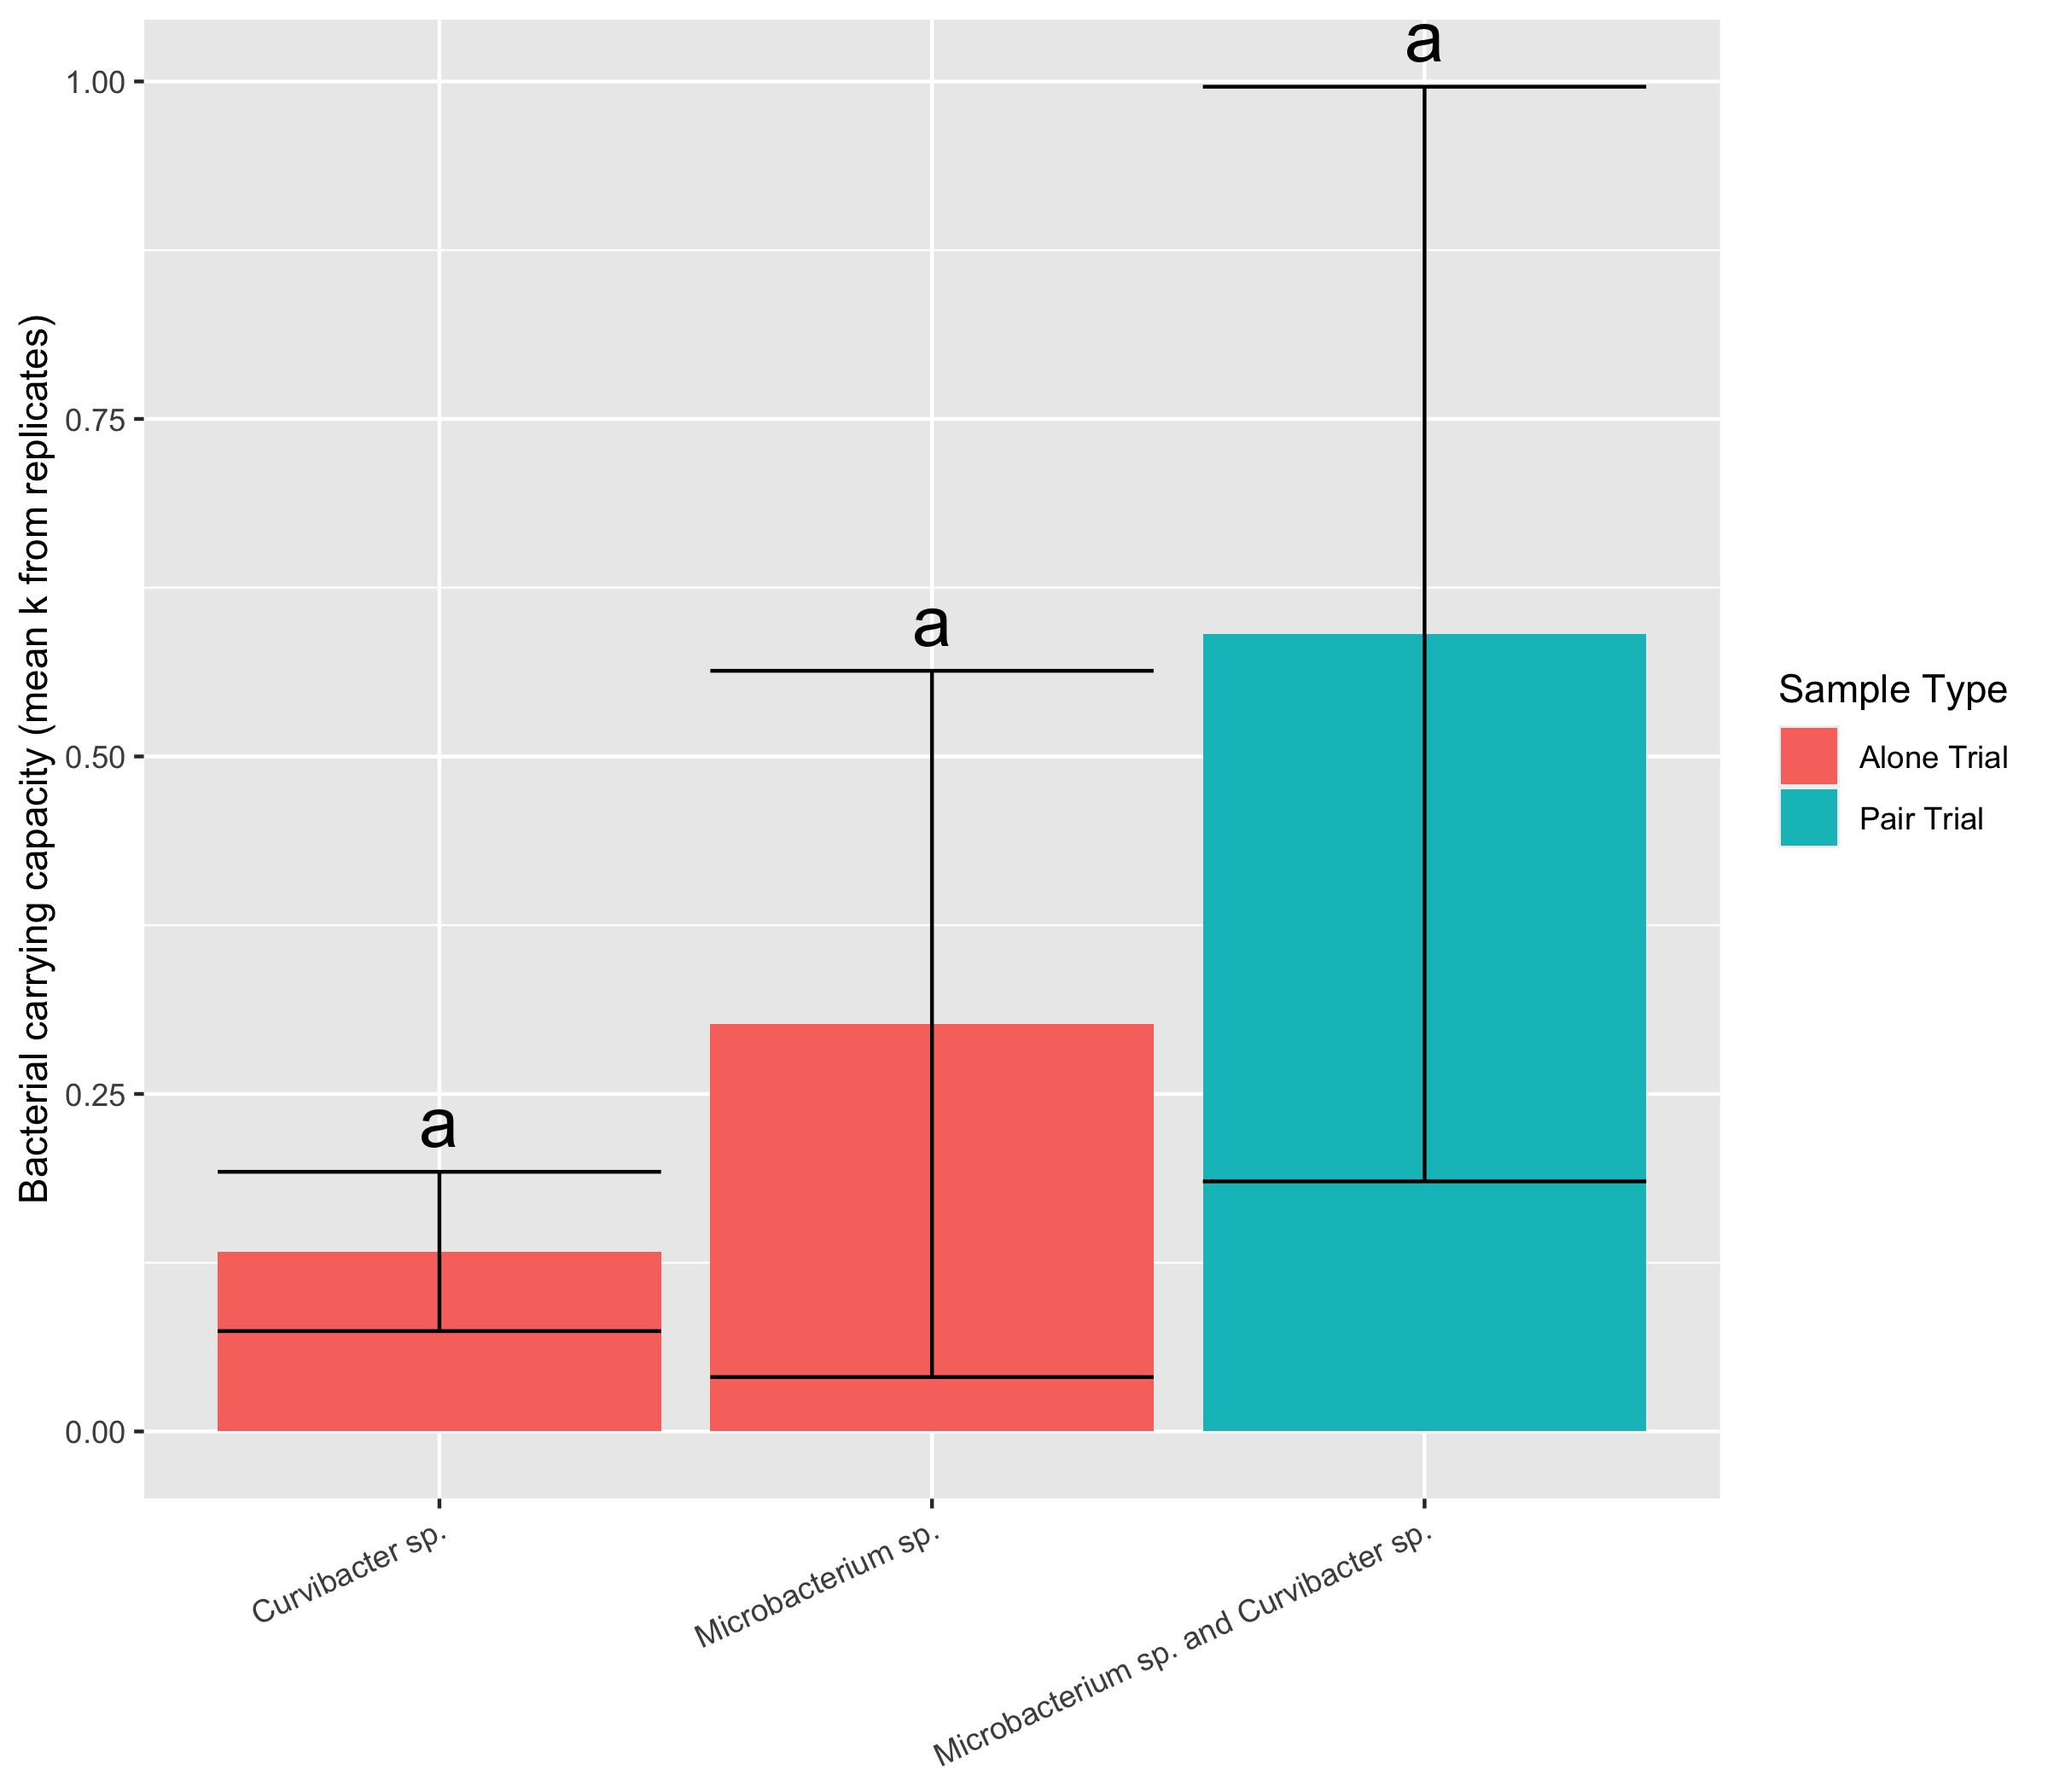 Bacterial carrying capacity (mean k from replicates)
1.00
0.75
0.50
0.25
0.00
a
a
a
Curvibacter sp.
Microbacterium sp.
Microbacterium sp. and Curvibacter sp.
Sample Type
Alone Trial
Pair Trial